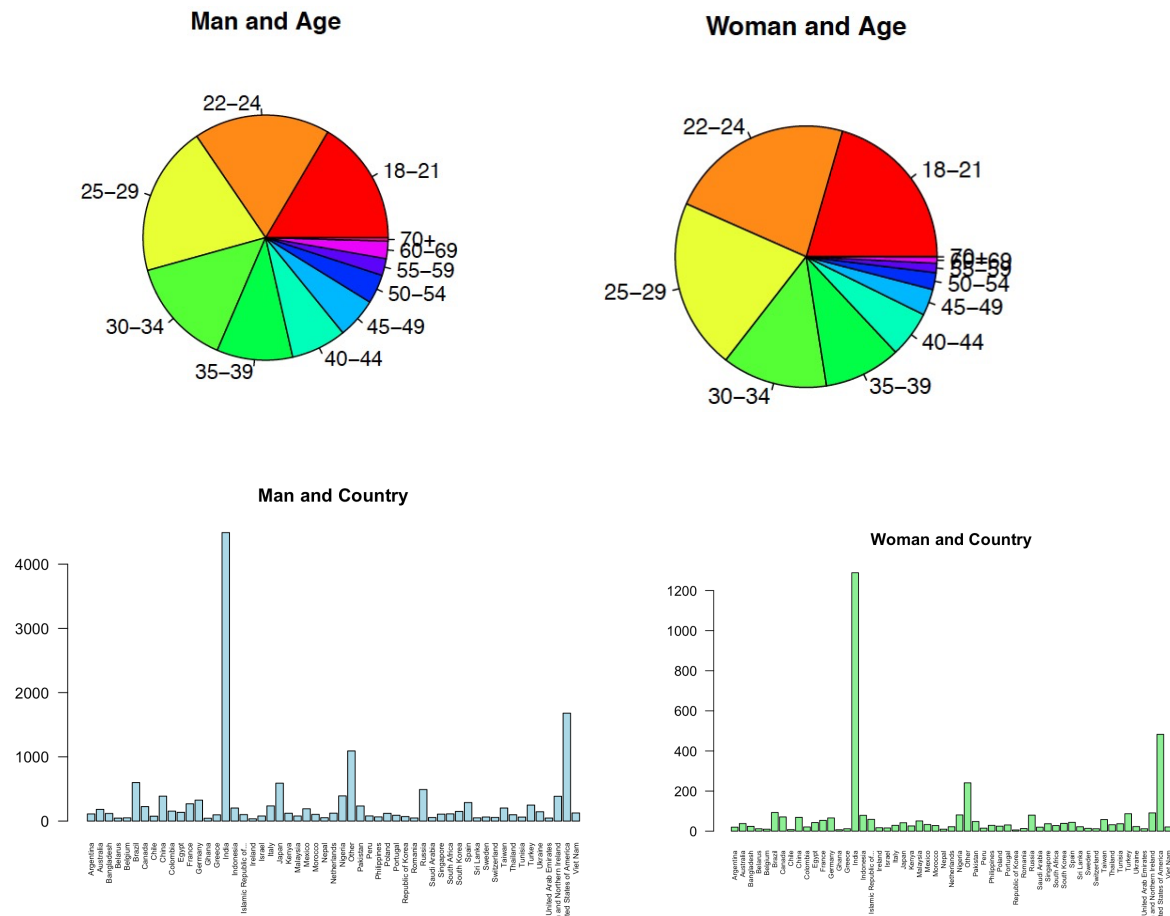 Man and Age
Woman and Age
22–24
18–21
25–29
70+
60–69
55–59
50–54
45–49
40–44
35–39
30–34
22–24
18–21
25–29
70+
60–69
55–59
50–54
45–49
40–44
35–39
30–34
Man and Country
4000
3000
2000
1000
0
Argentina
Australia
Bangladesh
Belarus
Belgium
Brazil
Canada
Chile
China
Colombia
Egypt
France
Germany
Ghana
Greece
India
Indonesia
Islamic Republic of...
Ireland
Israel
Italy
Japan
Kenya
Malaysia
Mexico
Morocco
Nepal
Netherlands
Nigeria
Other
Pakistan
Peru
Philippines
Poland
Portugal
Republic of Korea
Romania
Russia
Saudi Arabia
Singapore
South Africa
South Korea
Spain
Sri Lanka
Sweden
Switzerland
Taiwan
Thailand
Tunisia
Turkey
Ukraine
United Arab Emirates
and Northern Ireland
ted States of America
Viet Nam
Woman and Country
1200
1000
800
600
400
200
0
Argentina
Australia
Bangladesh
Belarus
Belgium
Brazil
Canada
Chile
China
Colombia
Egypt
France
Germany
Ghana
Greece
India
Indonesia
Islamic Republic of...
Ireland
Israel
Italy
Japan
Kenya
Malaysia
Mexico
Morocco
Nepal
Netherlands
Nigeria
Other
Pakistan
Peru
Philippines
Poland
Portugal
Republic of Korea
Romania
Russia
Saudi Arabia
Singapore
South Africa
South Korea
Spain
Sri Lanka
Sweden
Switzerland
Taiwan
Thailand
Tunisia
Turkey
Ukraine
United Arab Emirates
and Northern Ireland
ted States of America
Viet Nam